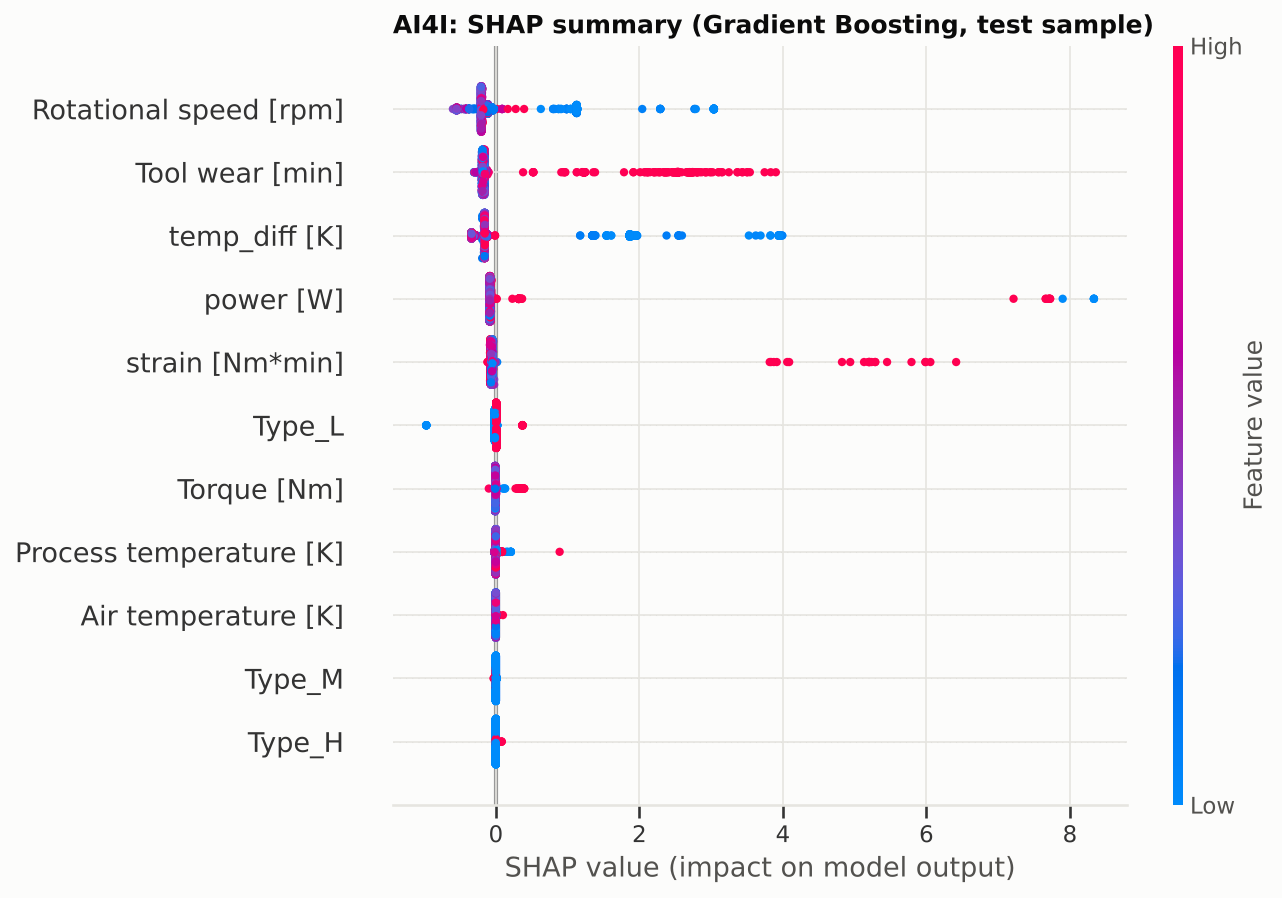 AI4I: SHAP summary (Gradient Boosting, test sample)
High
Rotational speed [rpm]
Tool wear [min]
temp_diff [K]
power [W]
strain [Nm*min]
Type_L
Torque [Nm]
Process temperature [K]
Air temperature [K]
Type_M
Type_H
Feature value
Low
0 2 4 6 8
SHAP value (impact on model output)